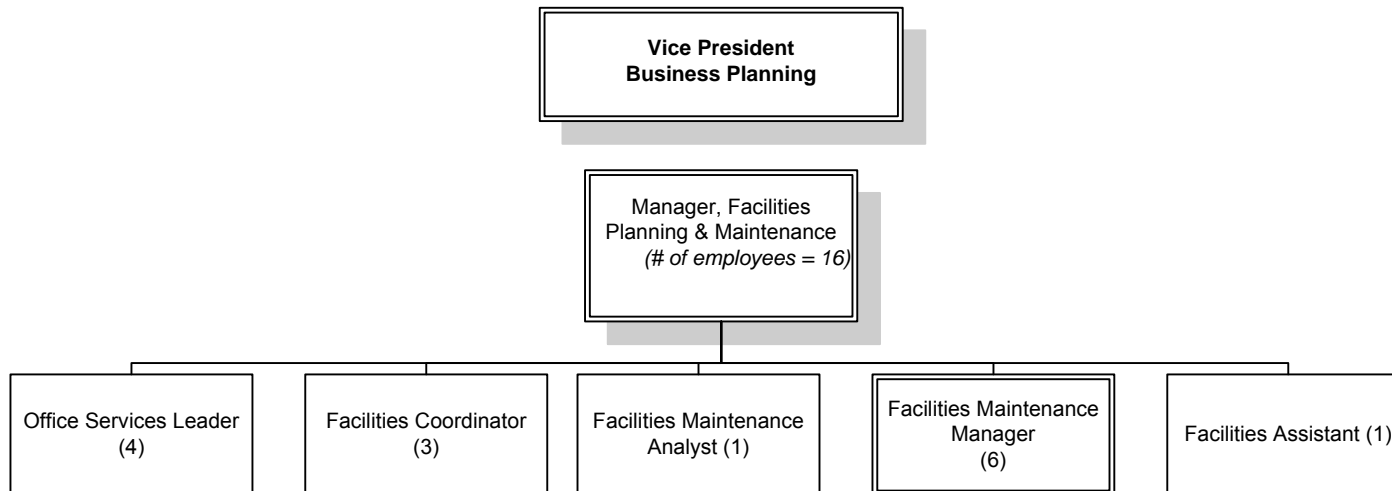 Vice President
Business Planning
Manager, Facilities
Planning & Maintenance
(# of employees = 16)
Office Services Leader
(4)
Facilities Coordinator
(3)
Facilities Maintenance
Analyst (1)
Facilities Maintenance
Manager
(6)
Facilities Assistant (1)